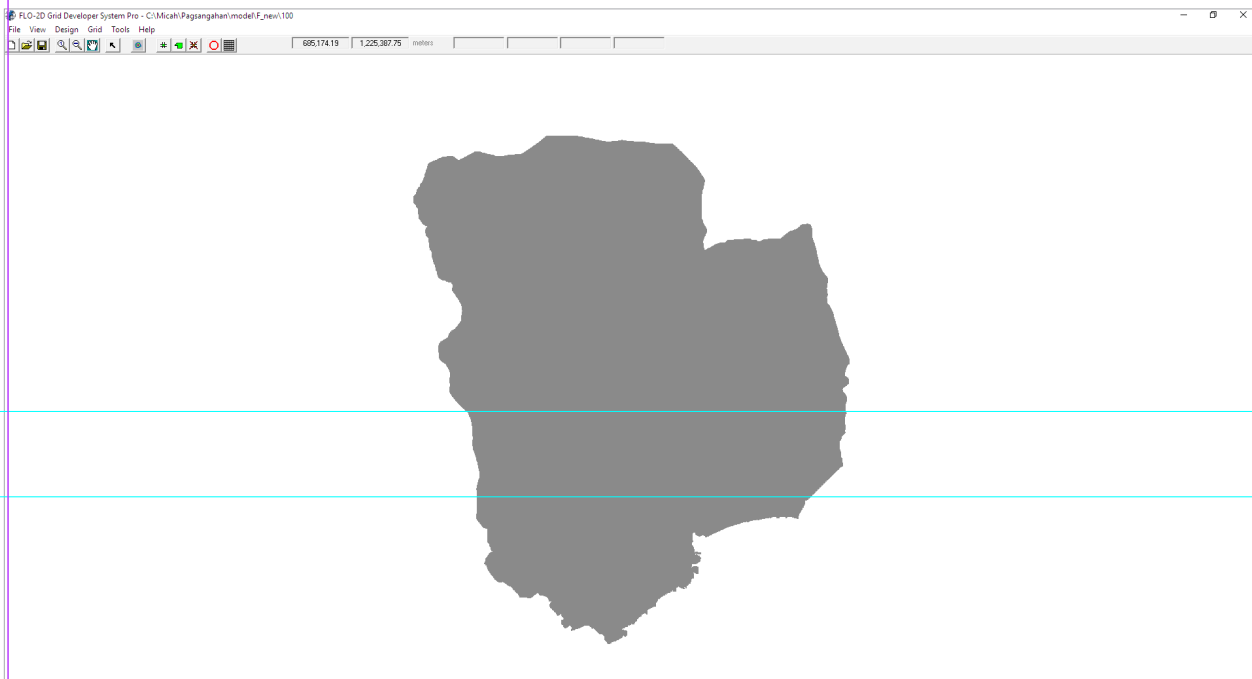 FLO-2D Grid Developer System Pro - C:\Micah\Pagsangahan\model\F_new\100
File View Design Grid Tools Help
685,174.19 1,225,387.75 meters